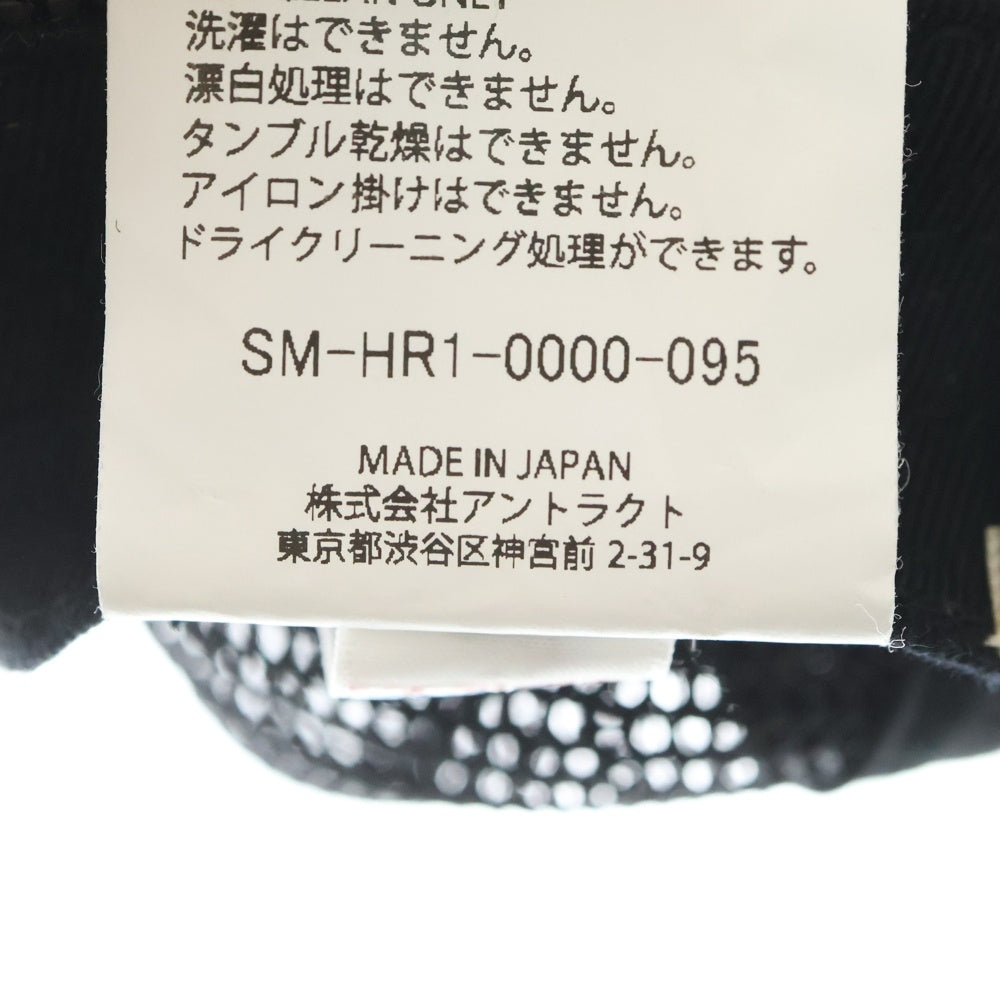 CLEAN ONLY
洗濯はできません。
漂白処理はできません。
タンブル乾燥はできません。
アイロン掛けはできません。
ドライクリーニング処理ができます。
SM-HR1-0000-095
MADE IN JAPAN
株式会社アントラクト
東京都渋谷区神宮前 2-31-9